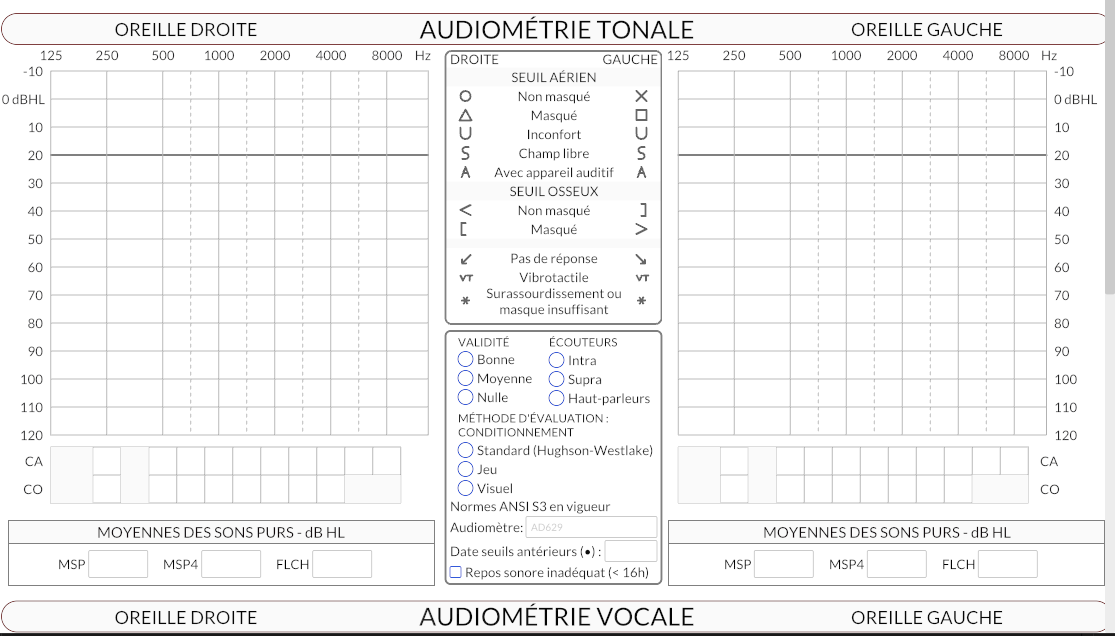 OREILLE DROITE AUDIOMÉTRIE TONALE OREILLE GAUCHE
125 250 500 1000 2000 4000 8000 Hz
-10
0 dBHL
10
20
30
40
50
60
70
80
90
100
110
120
CA
CO
MOYENNES DES SONS PURS - dB HL
MSP MSP4 FLCH
DROITE GAUCHE
SEUIL AÉRIEN
Non masqué
Masqué
U Inconfort U
S Champ libre S
A Avec appareil auditif A
SEUIL OSSEUX
< Non masqué ]
[ Masqué >
↙ Pas de réponse ↘
VT Vibrotactile VT
* Surassourdissement ou *
masque insuffisant
VALIDITÉ ÉCOUTEURS
Bonne Intra
Moyenne Supra
Nulle Haut-parleurs
MÉTHODE D'ÉVALUATION :
CONDITIONNEMENT
Standard (Hughson-Westlake)
Jeu
Visuel
Normes ANSI S3 en vigueur
Audiomètre: AD629
Date seuils antérieurs (•) :
Repos sonore inadéquat (< 16h)
125 250 500 1000 2000 4000 8000 Hz
-10
0 dBHL
10
20
30
40
50
60
70
80
90
100
110
120
CA
CO
MOYENNES DES SONS PURS - dB HL
MSP MSP4 FLCH
OREILLE DROITE AUDIOMÉTRIE VOCALE OREILLE GAUCHE